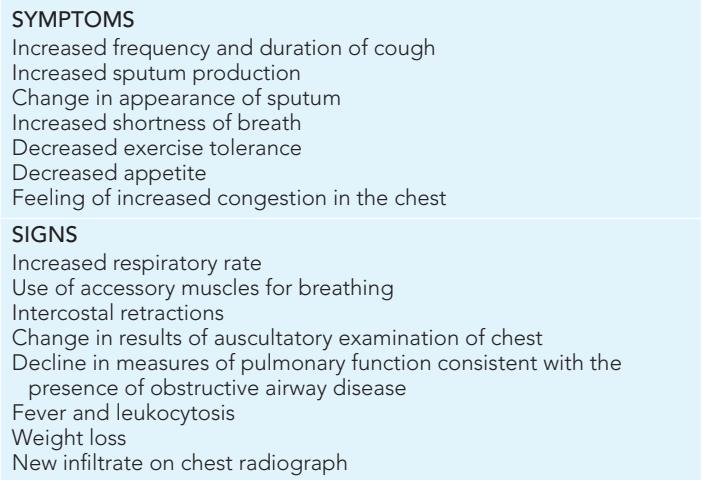 SYMPTOMS
Increased frequency and duration of cough
Increased sputum production
Change in appearance of sputum
Increased shortness of breath
Decreased exercise tolerance
Decreased appetite
Feeling of increased congestion in the chest
SIGNS
Increased respiratory rate
Use of accessory muscles for breathing
Intercostal retractions
Change in results of auscultatory examination of chest
Decline in measures of pulmonary function consistent with the
presence of obstructive airway disease
Fever and leukocytosis
Weight loss
New infiltrate on chest radiograph